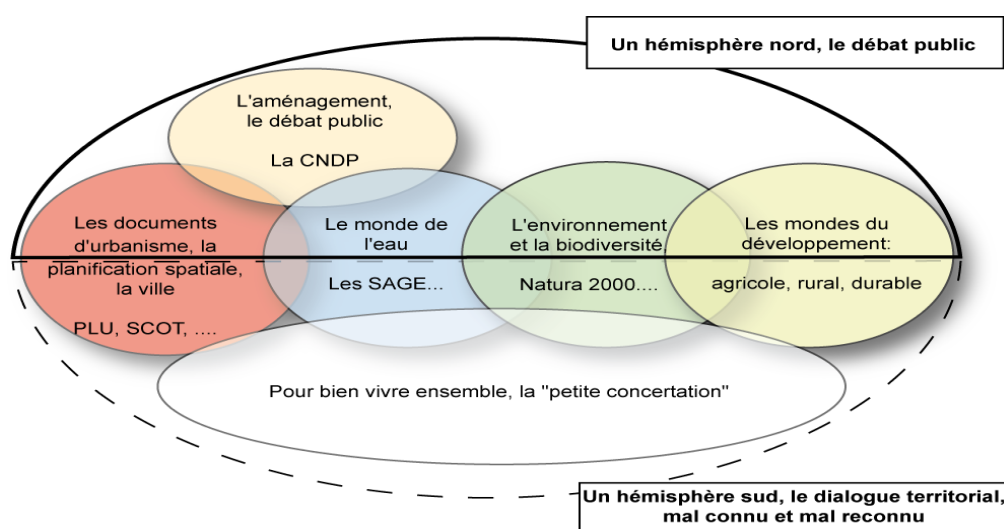 Un hémisphère nord, le débat public
L'aménagement,
le débat public
La CNDP
Les documents
d'urbanisme, la
planification spatiale,
la ville
PLU, SCOT, ....
Le monde de
l'eau
Les SAGE...
L'environnement
et la biodiversité,
Natura 2000....
Les mondes du
développement:
agricole, rural, durable
Pour bien vivre ensemble, la "petite concertation"
Un hémisphère sud, le dialogue territorial,
mal connu et mal reconnu